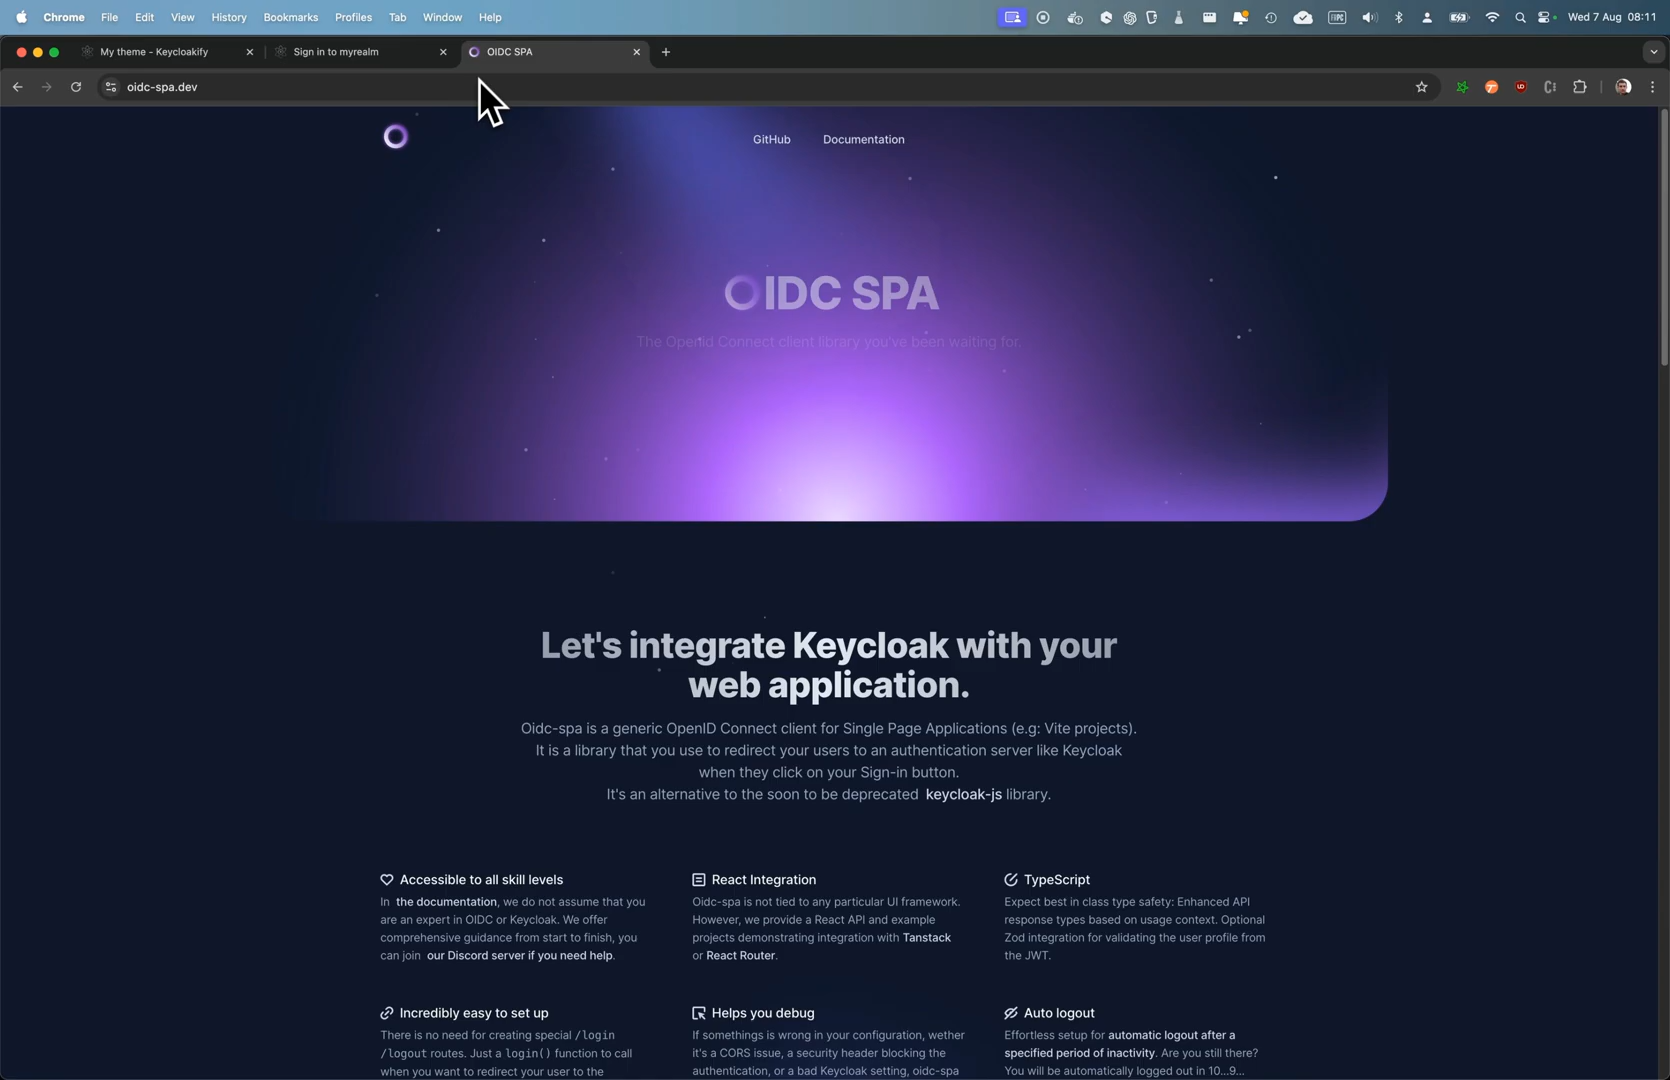 Chrome File Edit View History Bookmarks Profiles Tab Window Help Wed 7 Aug 08:11
My theme - Keycloakify Sign in to myrealm OIDC SPA
oidc-spa.dev
GitHub Documentation
OIDC SPA
The OpenId Connect client library you've been waiting for.
Let's integrate Keycloak with your
web application.
Oidc-spa is a generic OpenID Connect client for Single Page Applications (e.g: Vite projects).
It is a library that you use to redirect your users to an authentication server like Keycloak
when they click on your Sign-in button.
It's an alternative to the soon to be deprecated keycloak-js library.
Accessible to all skill levels
In the documentation, we do not assume that you
are an expert in OIDC or Keycloak. We offer
comprehensive guidance from start to finish, you
can join our Discord server if you need help.
React Integration
Oidc-spa is not tied to any particular UI framework.
However, we provide a React API and example
projects demonstrating integration with Tanstack
or React Router.
TypeScript
Expect best in class type safety: Enhanced API
response types based on usage context. Optional
Zod integration for validating the user profile from
the JWT.
Incredibly easy to set up
There is no need for creating special /login
/logout routes. Just a login() function to call
when you want to redirect your user to the
Helps you debug
If somethings is wrong in your configuration, wether
it's a CORS issue, a security header blocking the
authentication, or a bad Keycloak setting, oidc-spa
Auto logout
Effortless setup for automatic logout after a
specified period of inactivity. Are you still there?
You will be automatically logged out in 10...9...